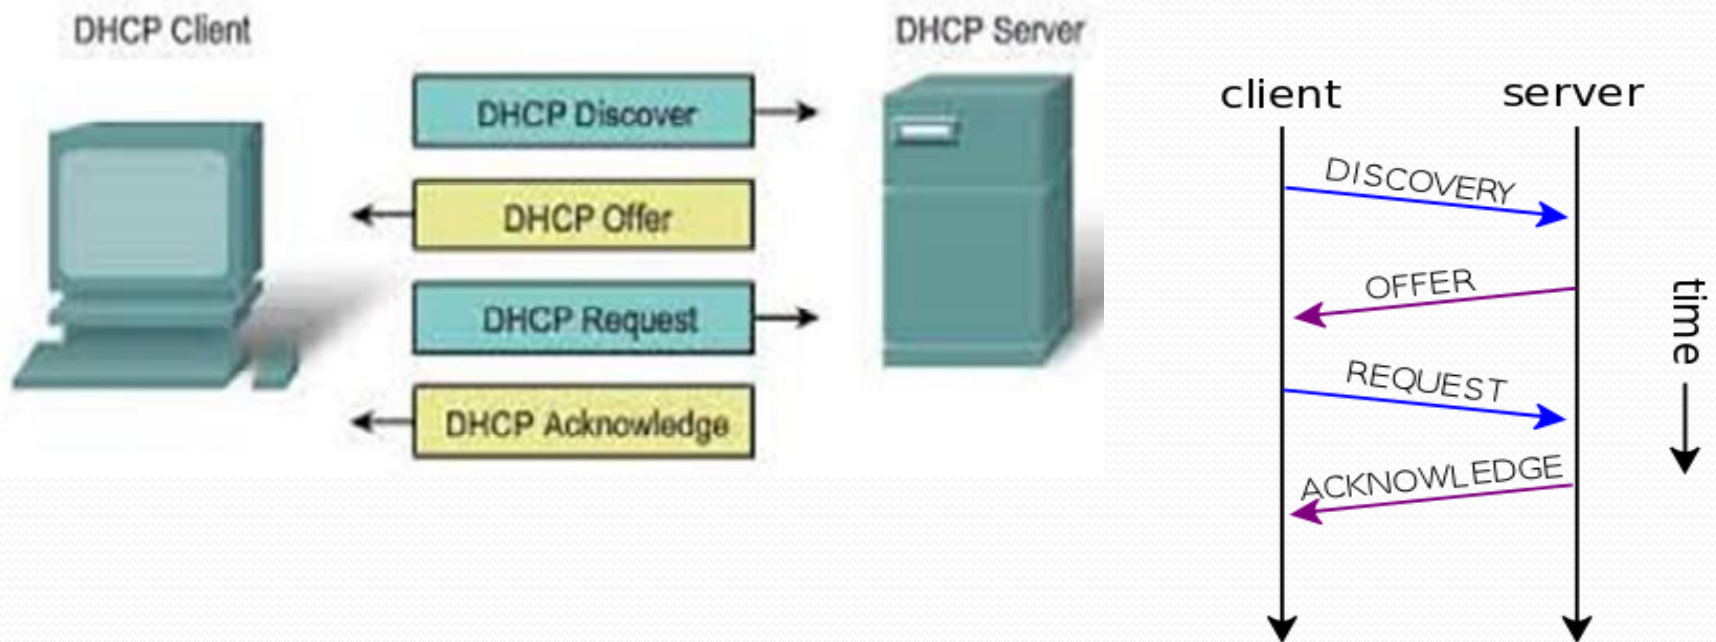 DHCP Client
DHCP Server
DHCP Discover
DHCP Offer
DHCP Request
DHCP Acknowledge
client
server
DISCOVERY
OFFER
REQUEST
ACKNOWLEDGE
time